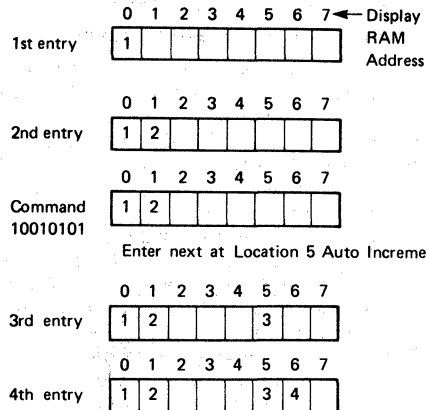 0 1 2 3 4 5 6 7 ← Display
RAM
Address
1st entry 1
0 1 2 3 4 5 6 7
2nd entry 1 2
0 1 2 3 4 5 6 7
Command 1 2
10010101
Enter next at Location 5 Auto Increme
0 1 2 3 4 5 6 7
3rd entry 1 2 3
0 1 2 3 4 5 6 7
4th entry 1 2 3 4